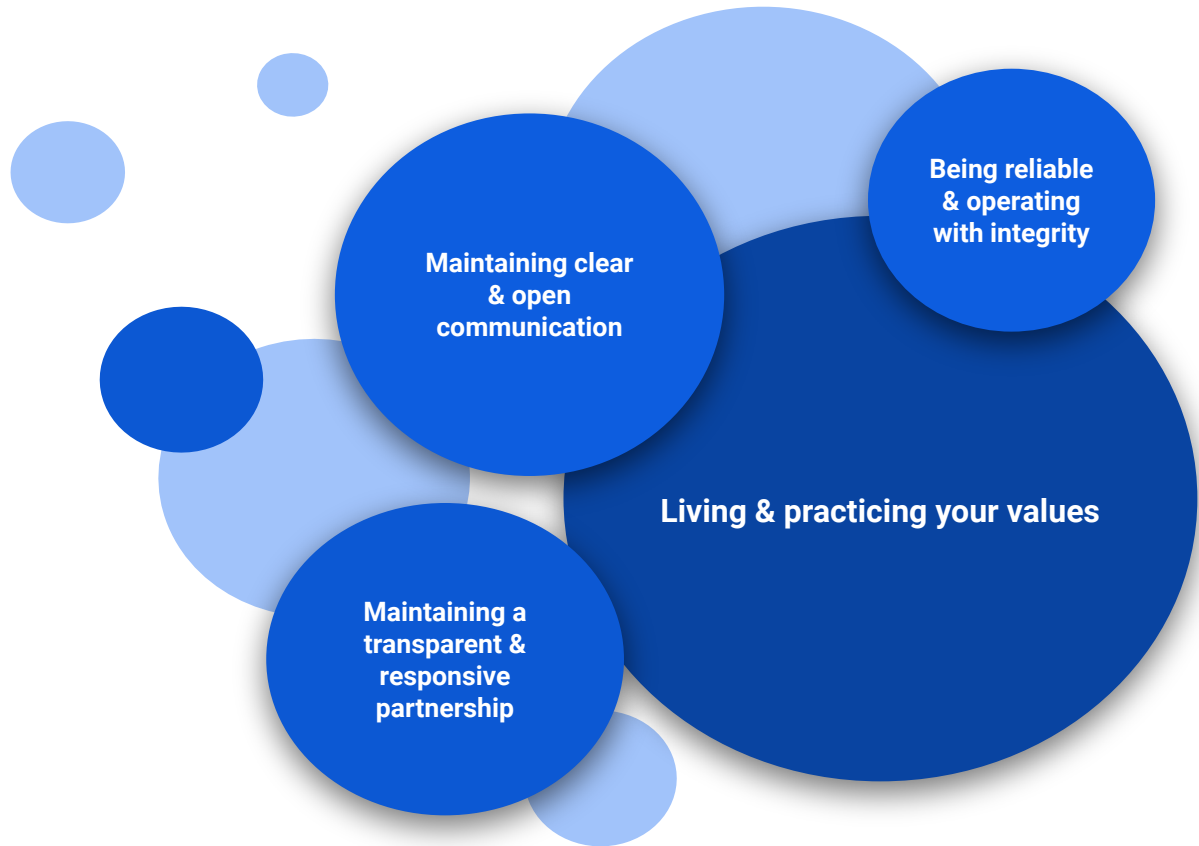 Being reliable
& operating
with integrity
Maintaining clear
& open
communication
Living & practicing your values
Maintaining a
transparent &
responsive
partnership